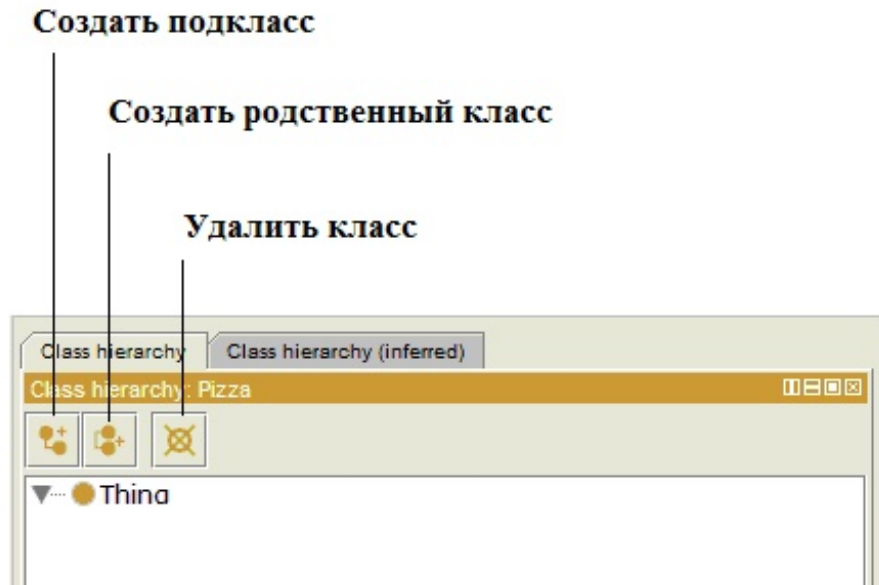 Создать подкласс
Создать родственный класс
Удалить класс
Class hierarchy
Class hierarchy (inferred)
Class hierarchy: Pizza
Thing